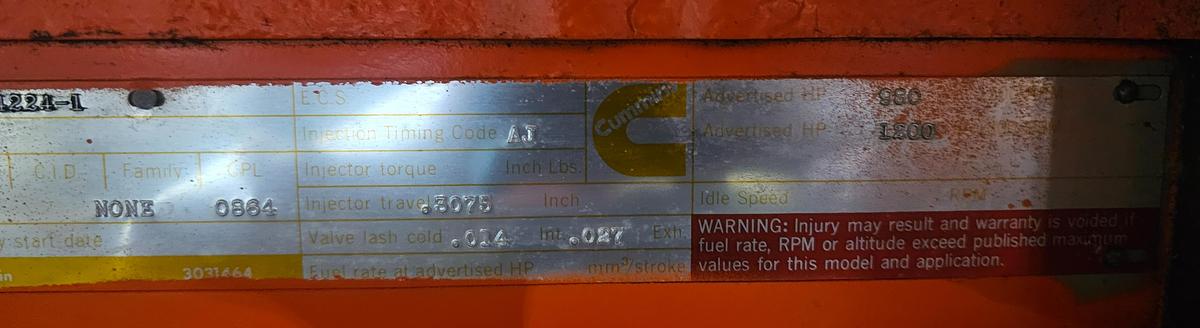 1224-1
E.C.S
Cummins
Advertised HP 960
Injection Timing Code AI
Advertised HP 1200
C.I.D. Family CPL
Injector torque Inch Lbs.
NONE 0864
Injector travel .3075 Inch
Idle Speed RPM
start date
Valve lash cold .014 Int. .027 Exh.
WARNING: Injury may result and warranty is voided if
fuel rate, RPM or altitude exceed published maximum
values for this model and application.
3031464
Fuel rate at advertised HP mm³/stroke